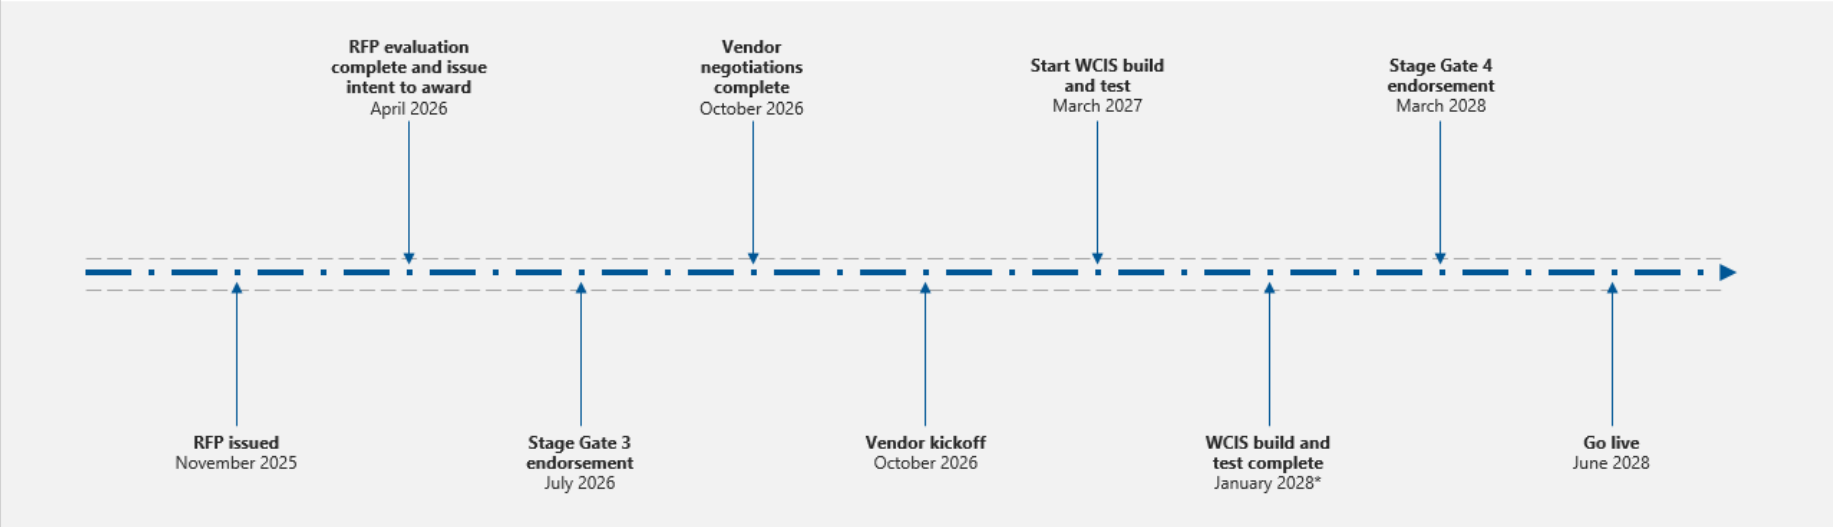 RFP evaluation
complete and issue
intent to award
April 2026
Vendor
negotiations
complete
October 2026
Start WCIS build
and test
March 2027
Stage Gate 4
endorsement
March 2028
RFP issued
November 2025
Stage Gate 3
endorsement
July 2026
Vendor kickoff
October 2026
WCIS build and
test complete
January 2028*
Go live
June 2028